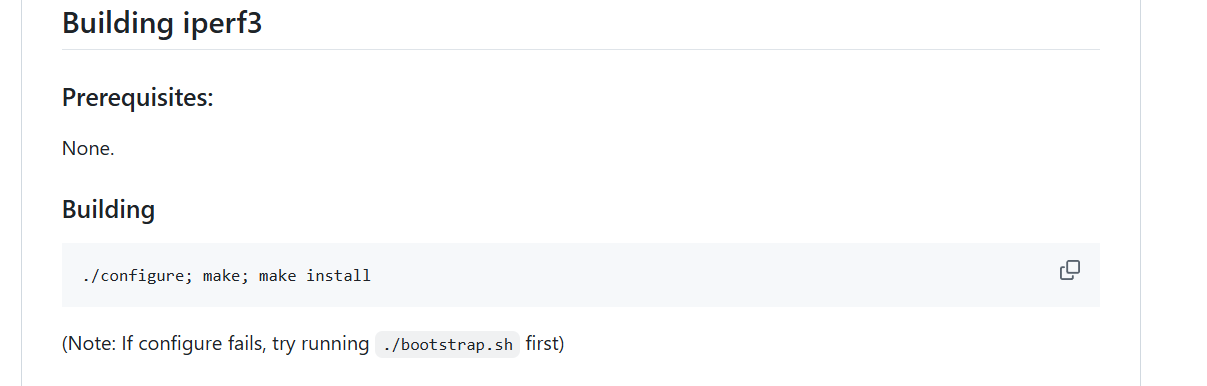 Building iperf3
Prerequisites:
None.
Building
./configure; make; make install
(Note: If configure fails, try running ./bootstrap.sh first)